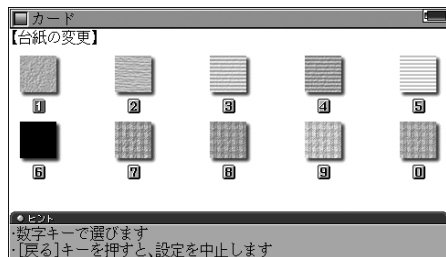 カード
【台紙の変更】
1 2 3 4 5
6 7 8 9 0
ヒント
・数字キーで選びます
・[戻る]キーを押すと、設定を中止します